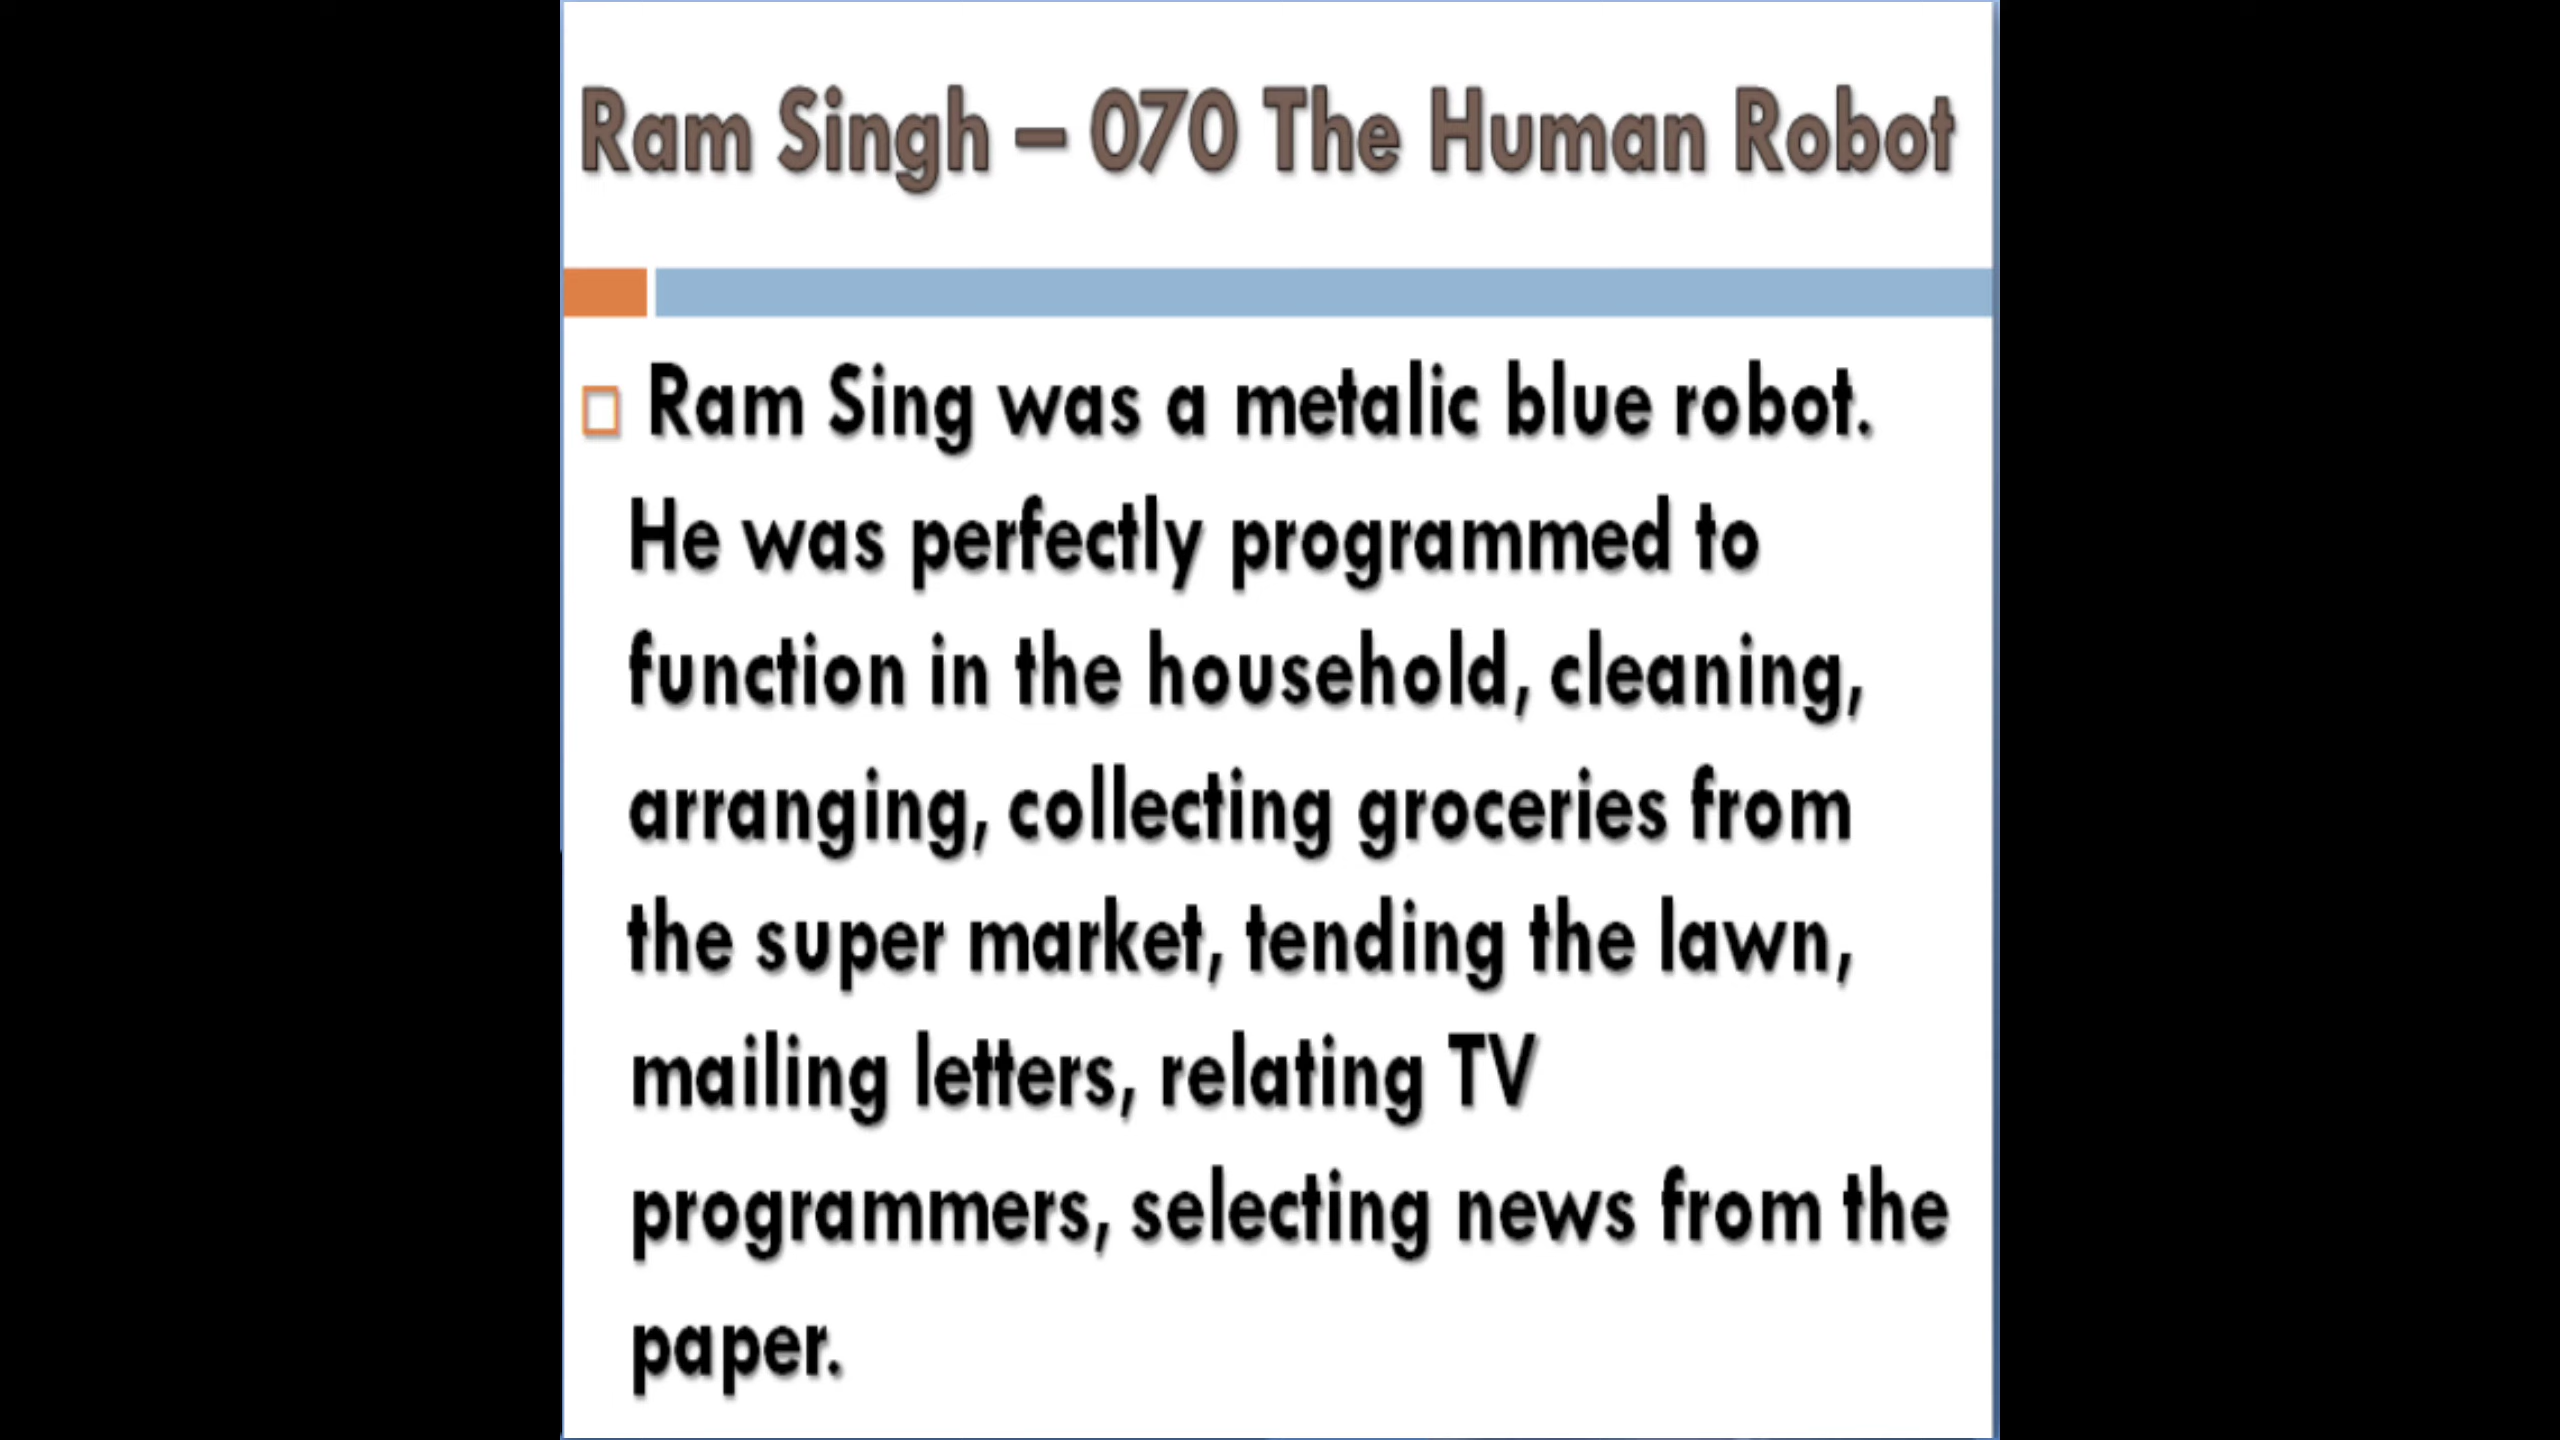 Ram Singh – 070 The Human Robot
Ram Sing was a metalic blue robot.
He was perfectly programmed to
function in the household, cleaning,
arranging, collecting groceries from
the super market, tending the lawn,
mailing letters, relating TV
programmers, selecting news from the
paper.